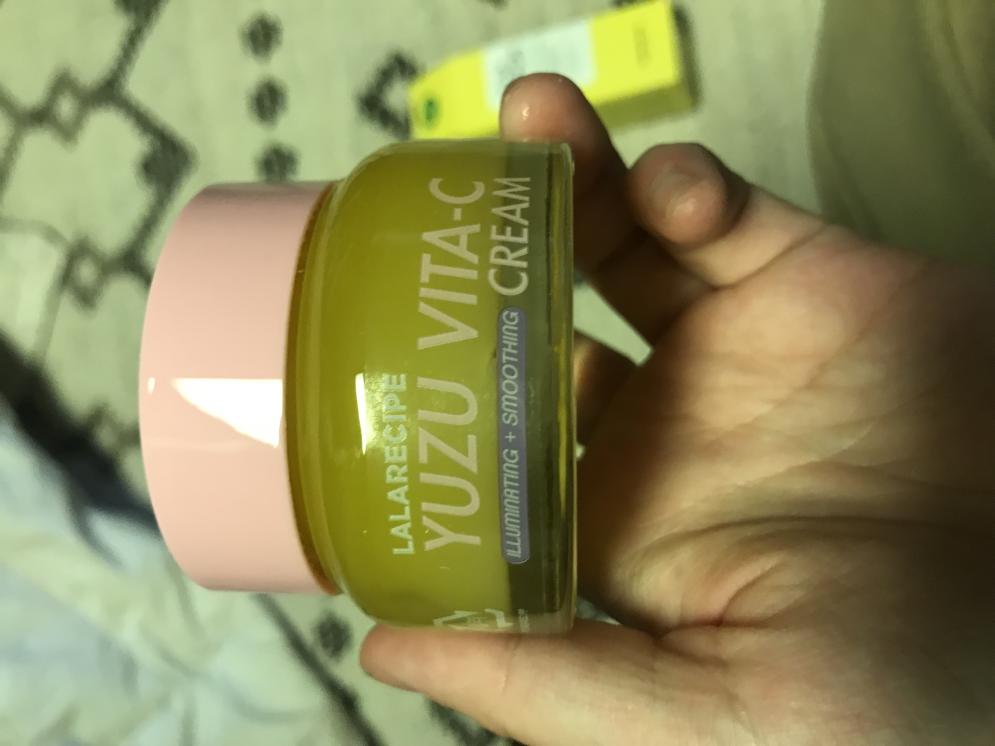 LALARECIPE
YUZU VITA-C
ILLUMINATING + SMOOTHING CREAM